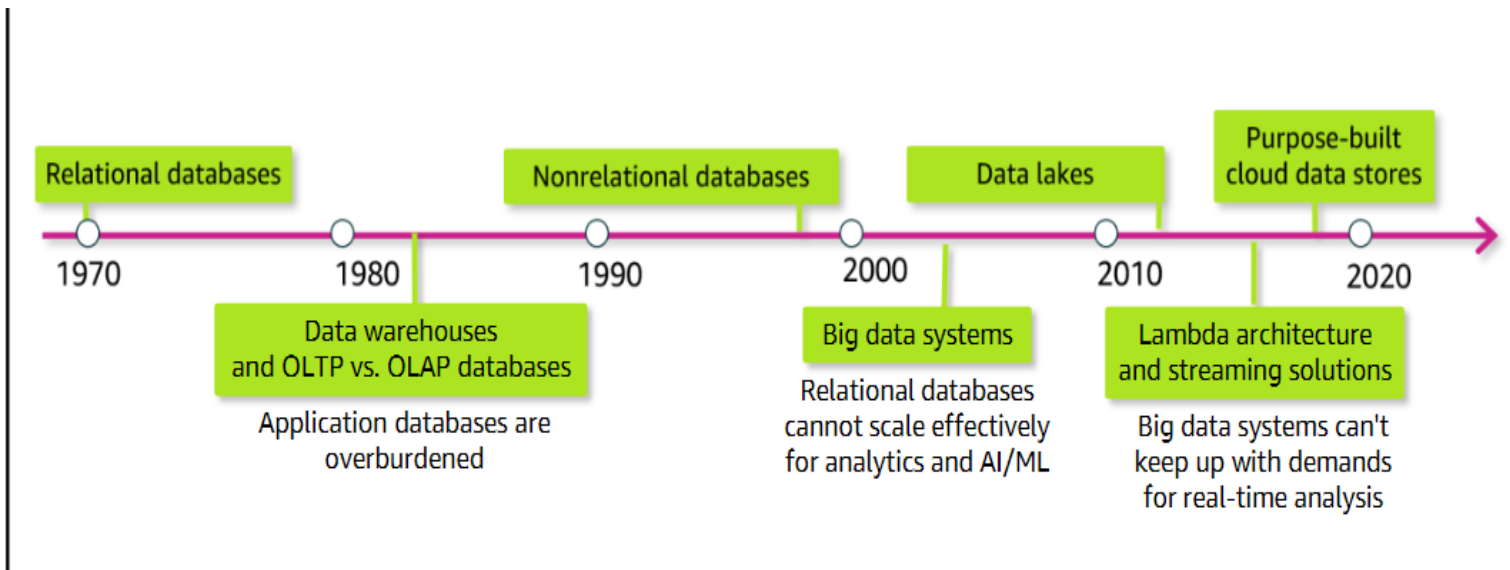 Relational databases
Nonrelational databases
Data lakes
Purpose-built
cloud data stores
1970
1980
1990
2000
2010
2020
Data warehouses
and OLTP vs. OLAP databases
Application databases are
overburdened
Big data systems
Relational databases
cannot scale effectively
for analytics and AI/ML
Lambda architecture
and streaming solutions
Big data systems can't
keep up with demands
for real-time analysis